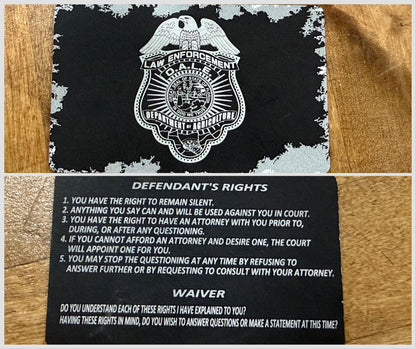 LAW ENFORCEMENT
DEPARTMENT OF AGRICULTURE
DEFENDANT'S RIGHTS
1. YOU HAVE THE RIGHT TO REMAIN SILENT.
2. ANYTHING YOU SAY CAN AND WILL BE USED AGAINST YOU IN COURT.
3. YOU HAVE THE RIGHT TO HAVE AN ATTORNEY WITH YOU PRIOR TO,
DURING, OR AFTER ANY QUESTIONING.
4. IF YOU CANNOT AFFORD AN ATTORNEY AND DESIRE ONE, THE COURT
WILL APPOINT ONE FOR YOU.
5. YOU MAY STOP THE QUESTIONING AT ANY TIME BY REFUSING TO
ANSWER FURTHER OR BY REQUESTING TO CONSULT WITH YOUR ATTORNEY.
WAIVER
DO YOU UNDERSTAND EACH OF THESE RIGHTS I HAVE EXPLAINED TO YOU?
HAVING THESE RIGHTS IN MIND, DO YOU WISH TO ANSWER QUESTIONS OR MAKE A STATEMENT AT THIS TIME?